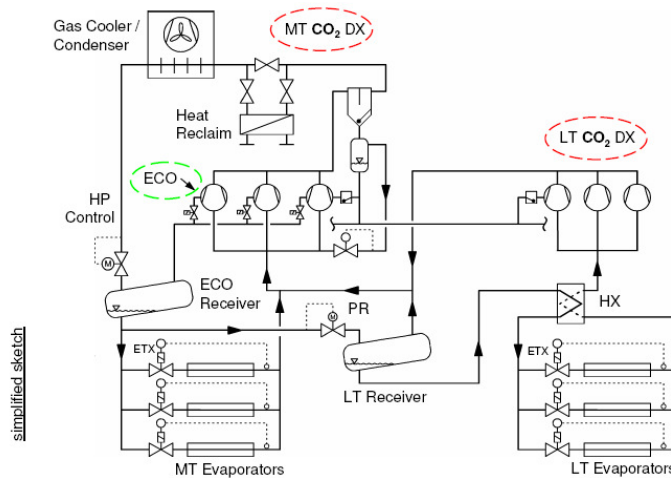 Gas Cooler /
Condenser
MT CO₂ DX
Heat
Reclaim
LT CO₂ DX
ECO
HP
Control
M
ECO
Receiver
PR
M
HX
ETX
LT Receiver
ETX
MT Evaporators
LT Evaporators
simplified sketch